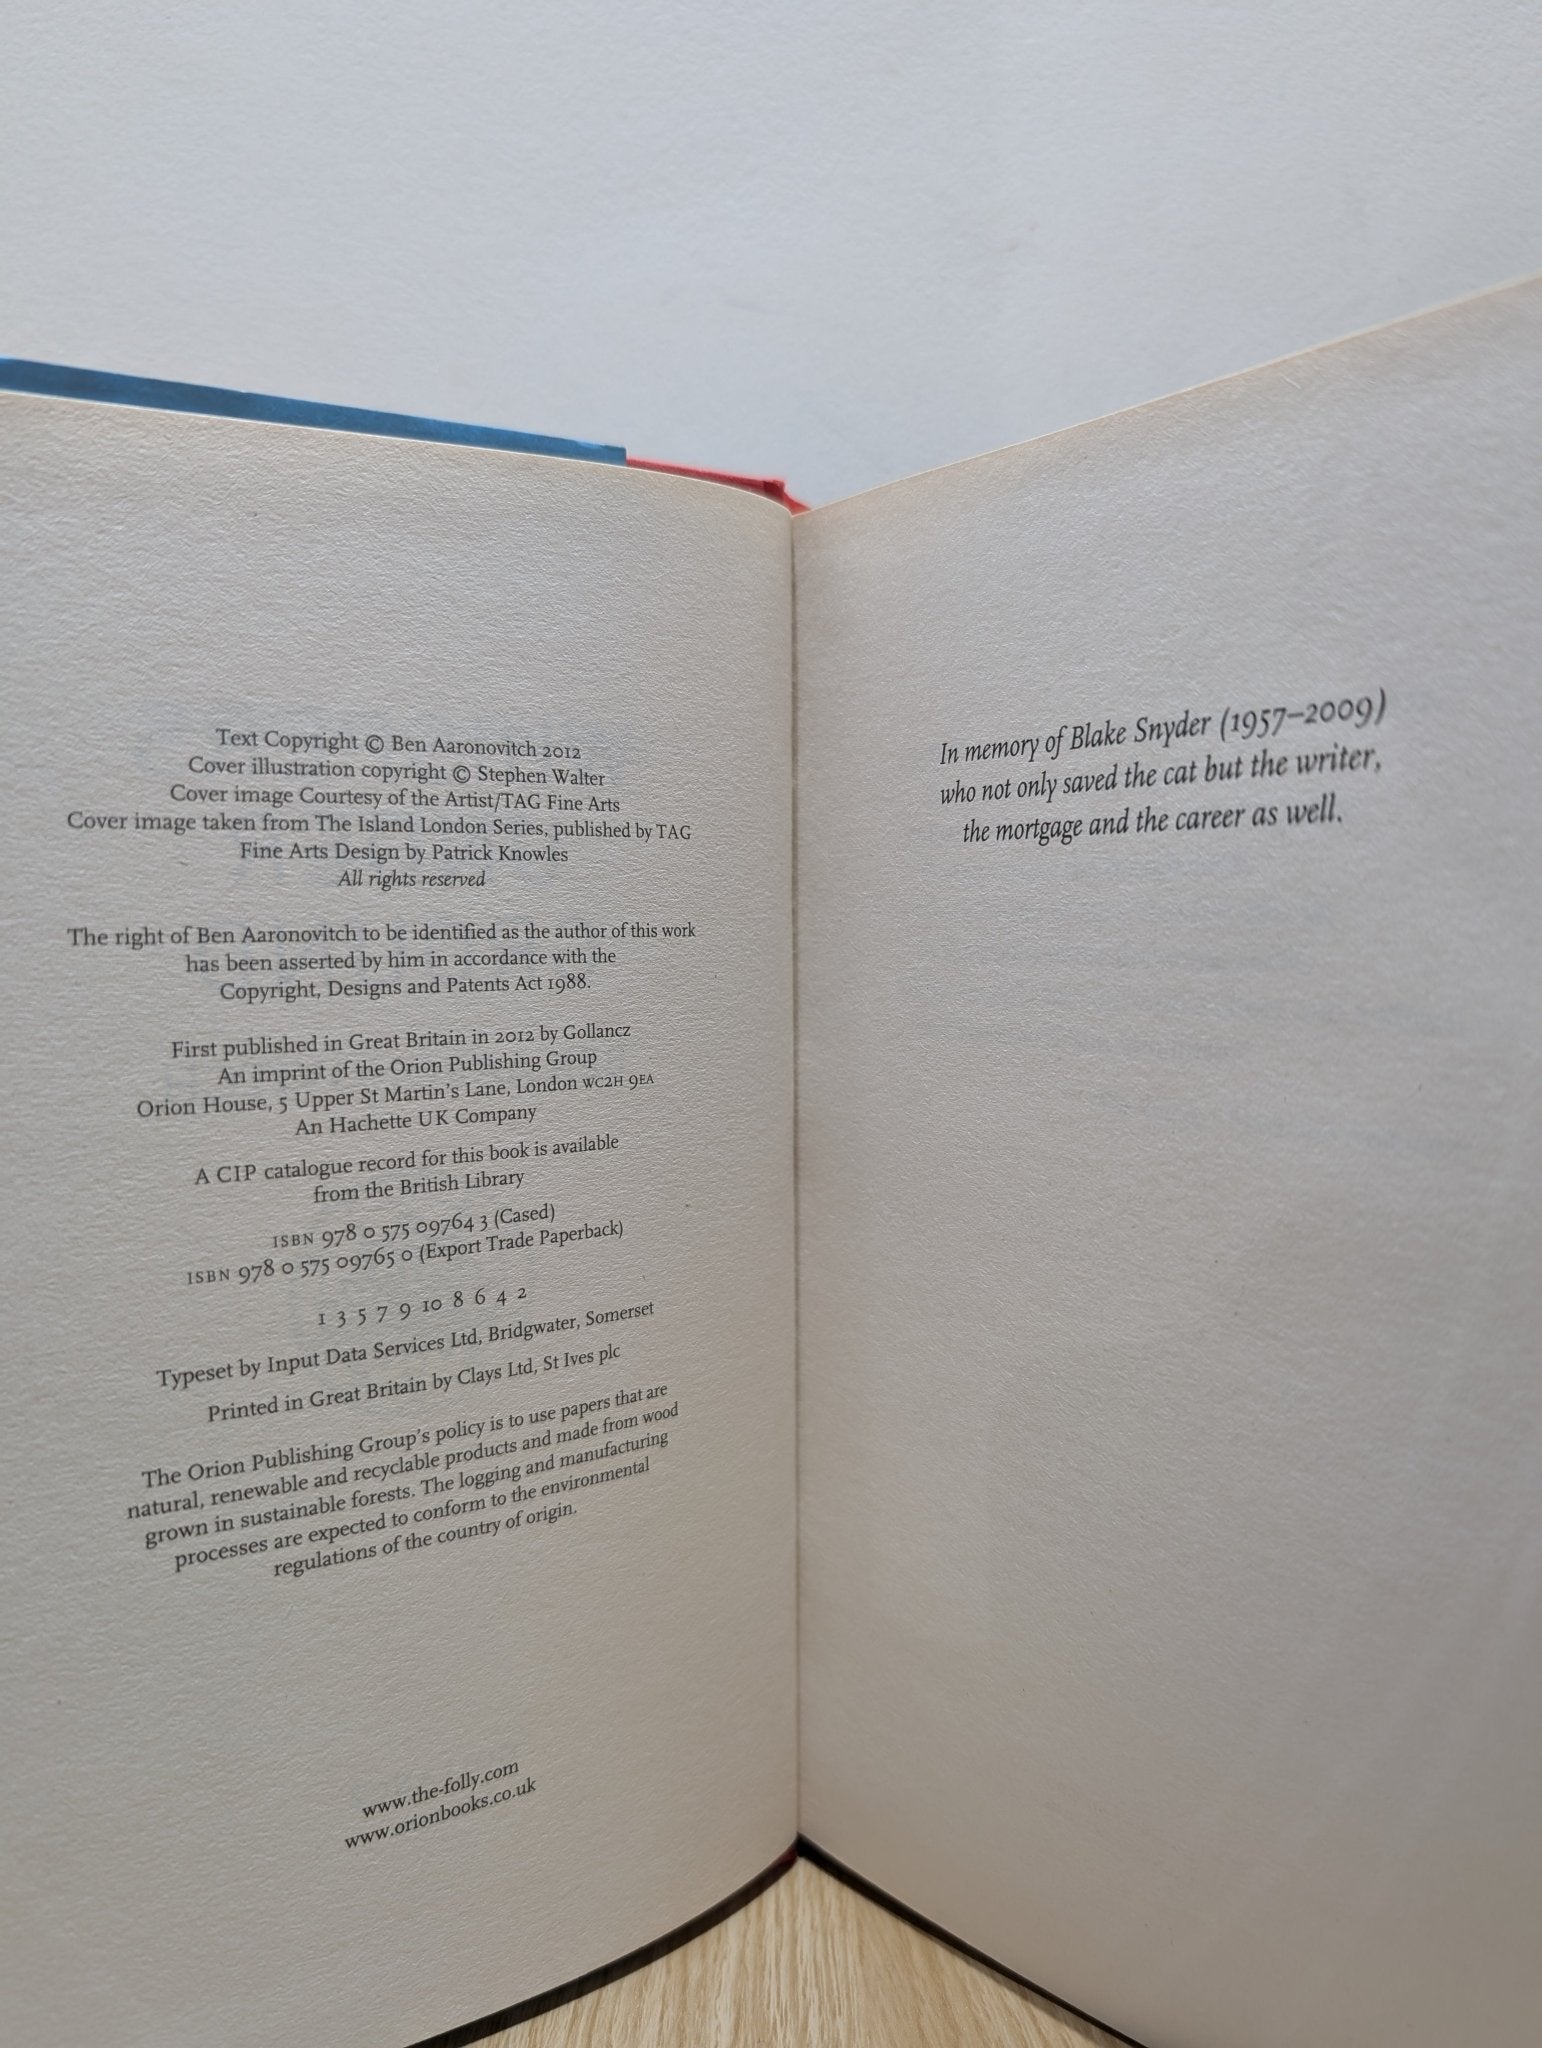 Text Copyright © Ben Aaronovitch 2012
Cover illustration copyright © Stephen Walter
Cover image Courtesy of the Artist/TAG Fine Arts
Cover image taken from The Island London Series, published by TAG
Fine Arts Design by Patrick Knowles
All rights reserved
The right of Ben Aaronovitch to be identified as the author of this work
has been asserted by him in accordance with the
Copyright, Designs and Patents Act 1988.
First published in Great Britain in 2012 by Gollancz
An imprint of the Orion Publishing Group
Orion House, 5 Upper St Martin's Lane, London WC2H 9EA
An Hachette UK Company
A CIP catalogue record for this book is available
from the British Library
ISBN 978 0 575 09764 3 (Cased)
ISBN 978 0 575 09765 0 (Export Trade Paperback)
1 3 5 7 9 10 8 6 4 2
Typeset by Input Data Services Ltd, Bridgwater, Somerset
Printed in Great Britain by Clays Ltd, St Ives plc
The Orion Publishing Group's policy is to use papers that are
natural, renewable and recyclable products and made from wood
grown in sustainable forests. The logging and manufacturing
processes are expected to conform to the environmental
regulations of the country of origin.
www.the-folly.com
www.orionbooks.co.uk
In memory of Blake Snyder (1957–2009)
who not only saved the cat but the writer,
the mortgage and the career as well.